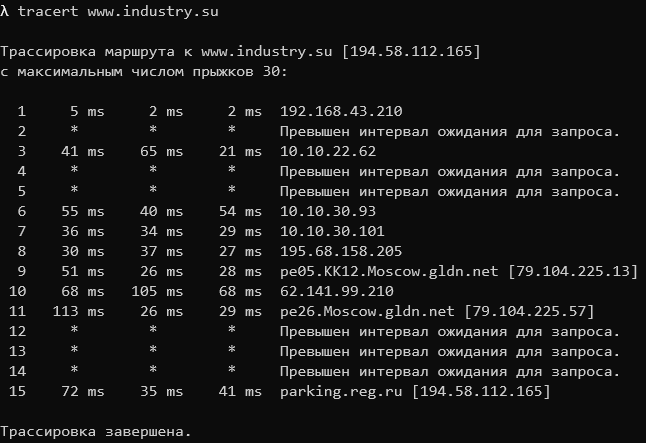 λ tracert www.industry.su
Трассировка маршрута к www.industry.su [194.58.112.165]
с максимальным числом прыжков 30:
1 5 ms 2 ms 2 ms 192.168.43.210
2 * * * Превышен интервал ожидания для запроса.
3 41 ms 65 ms 21 ms 10.10.22.62
4 * * * Превышен интервал ожидания для запроса.
5 * * * Превышен интервал ожидания для запроса.
6 55 ms 40 ms 54 ms 10.10.30.93
7 36 ms 34 ms 29 ms 10.10.30.101
8 30 ms 37 ms 27 ms 195.68.158.205
9 51 ms 26 ms 28 ms pe05.KK12.Moscow.gldn.net [79.104.225.13]
10 68 ms 105 ms 68 ms 62.141.99.210
11 113 ms 26 ms 29 ms pe26.Moscow.gldn.net [79.104.225.57]
12 * * * Превышен интервал ожидания для запроса.
13 * * * Превышен интервал ожидания для запроса.
14 * * * Превышен интервал ожидания для запроса.
15 72 ms 35 ms 41 ms parking.reg.ru [194.58.112.165]
Трассировка завершена.